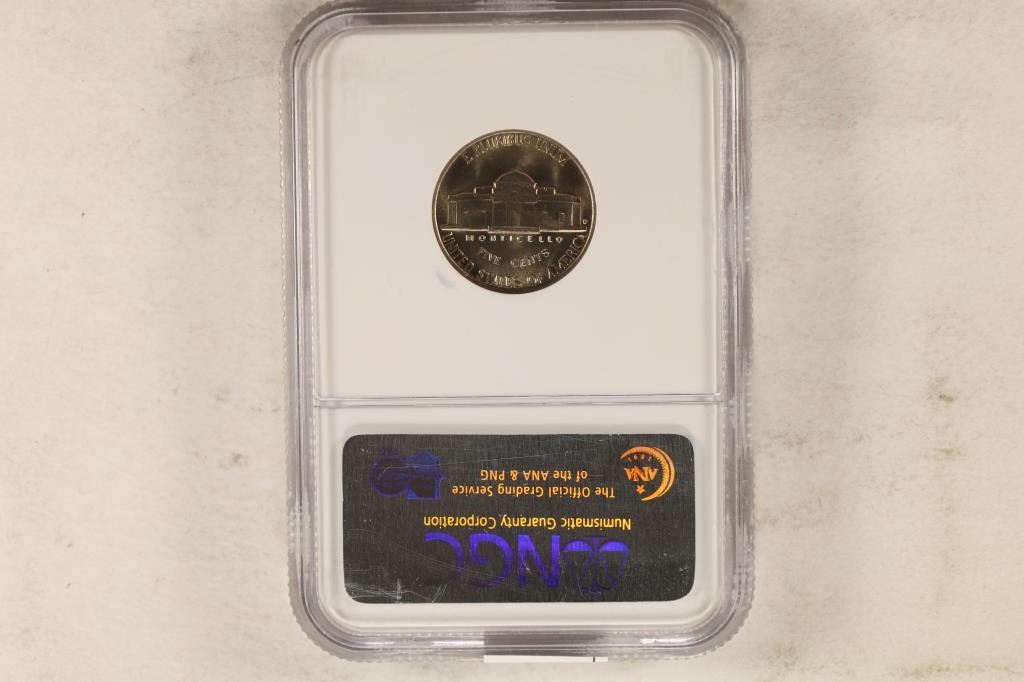 E PLURIBUS UNUM
D
MONTICELLO
FIVE CENTS
UNITED STATES OF AMERICA
NGC
Numismatic Guaranty Corporation
The Official Grading Service
of the ANA & PNG
ANA
1891